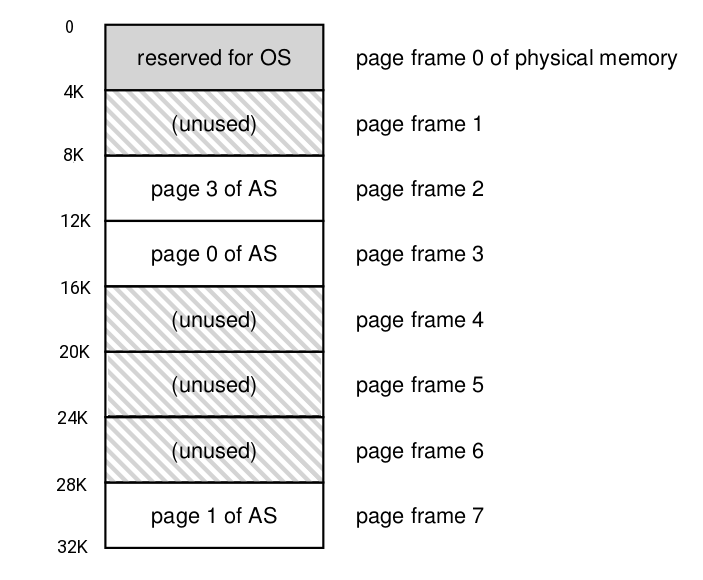 0
reserved for OS page frame 0 of physical memory
4K
(unused) page frame 1
8K
page 3 of AS page frame 2
12K
page 0 of AS page frame 3
16K
(unused) page frame 4
20K
(unused) page frame 5
24K
(unused) page frame 6
28K
page 1 of AS page frame 7
32K